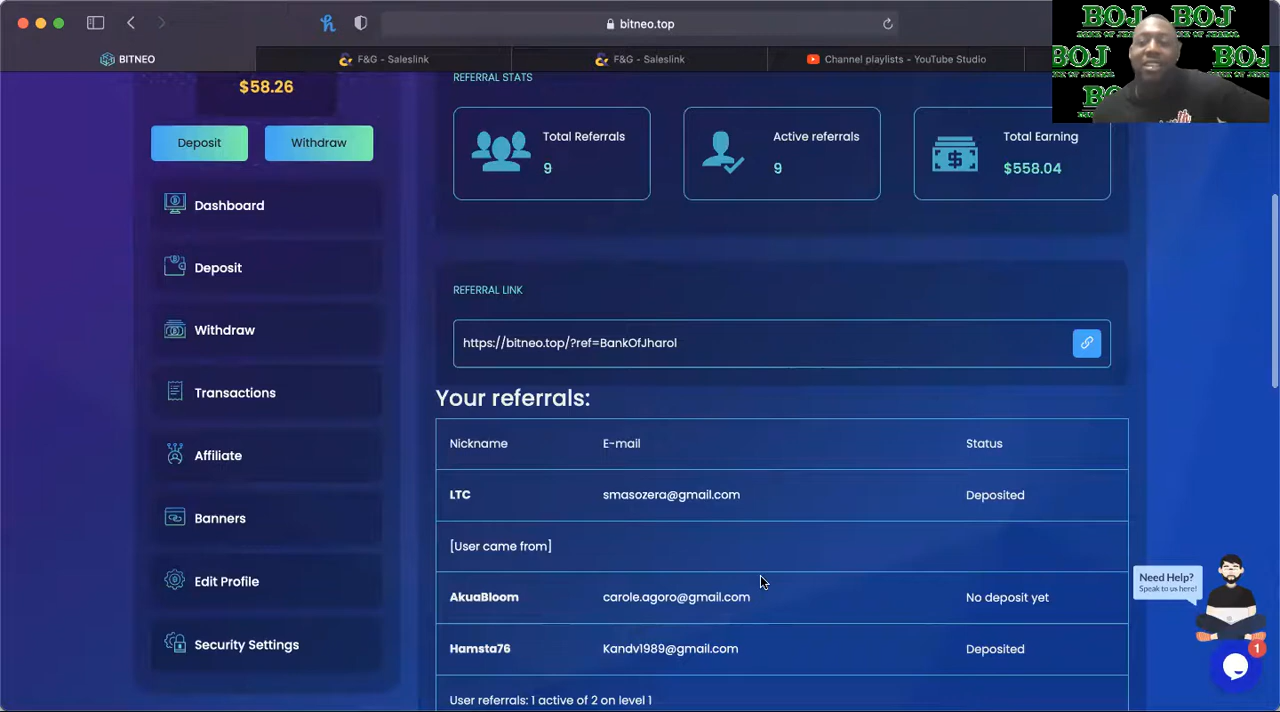 bitneo.top
BITNEO
F&G - Saleslink
F&G - Saleslink
Channel playlists - YouTube Studio
BOJ BOJ
BOJ BOJ
$58.26
Deposit
Withdraw
Dashboard
Deposit
Withdraw
Transactions
Affiliate
Banners
Edit Profile
Security Settings
REFERRAL STATS
Total Referrals
9
Active referrals
9
Total Earning
$558.04
REFERRAL LINK
https://bitneo.top/?ref=BankOfJharol
Your referrals:
Nickname E-mail Status
LTC smasozera@gmail.com Deposited
[User came from]
AkuaBloom carole.agoro@gmail.com No deposit yet
Hamsta76 Kandv1989@gmail.com Deposited
User referrals: 1 active of 2 on level 1
Need Help?
Speak to us here!
1